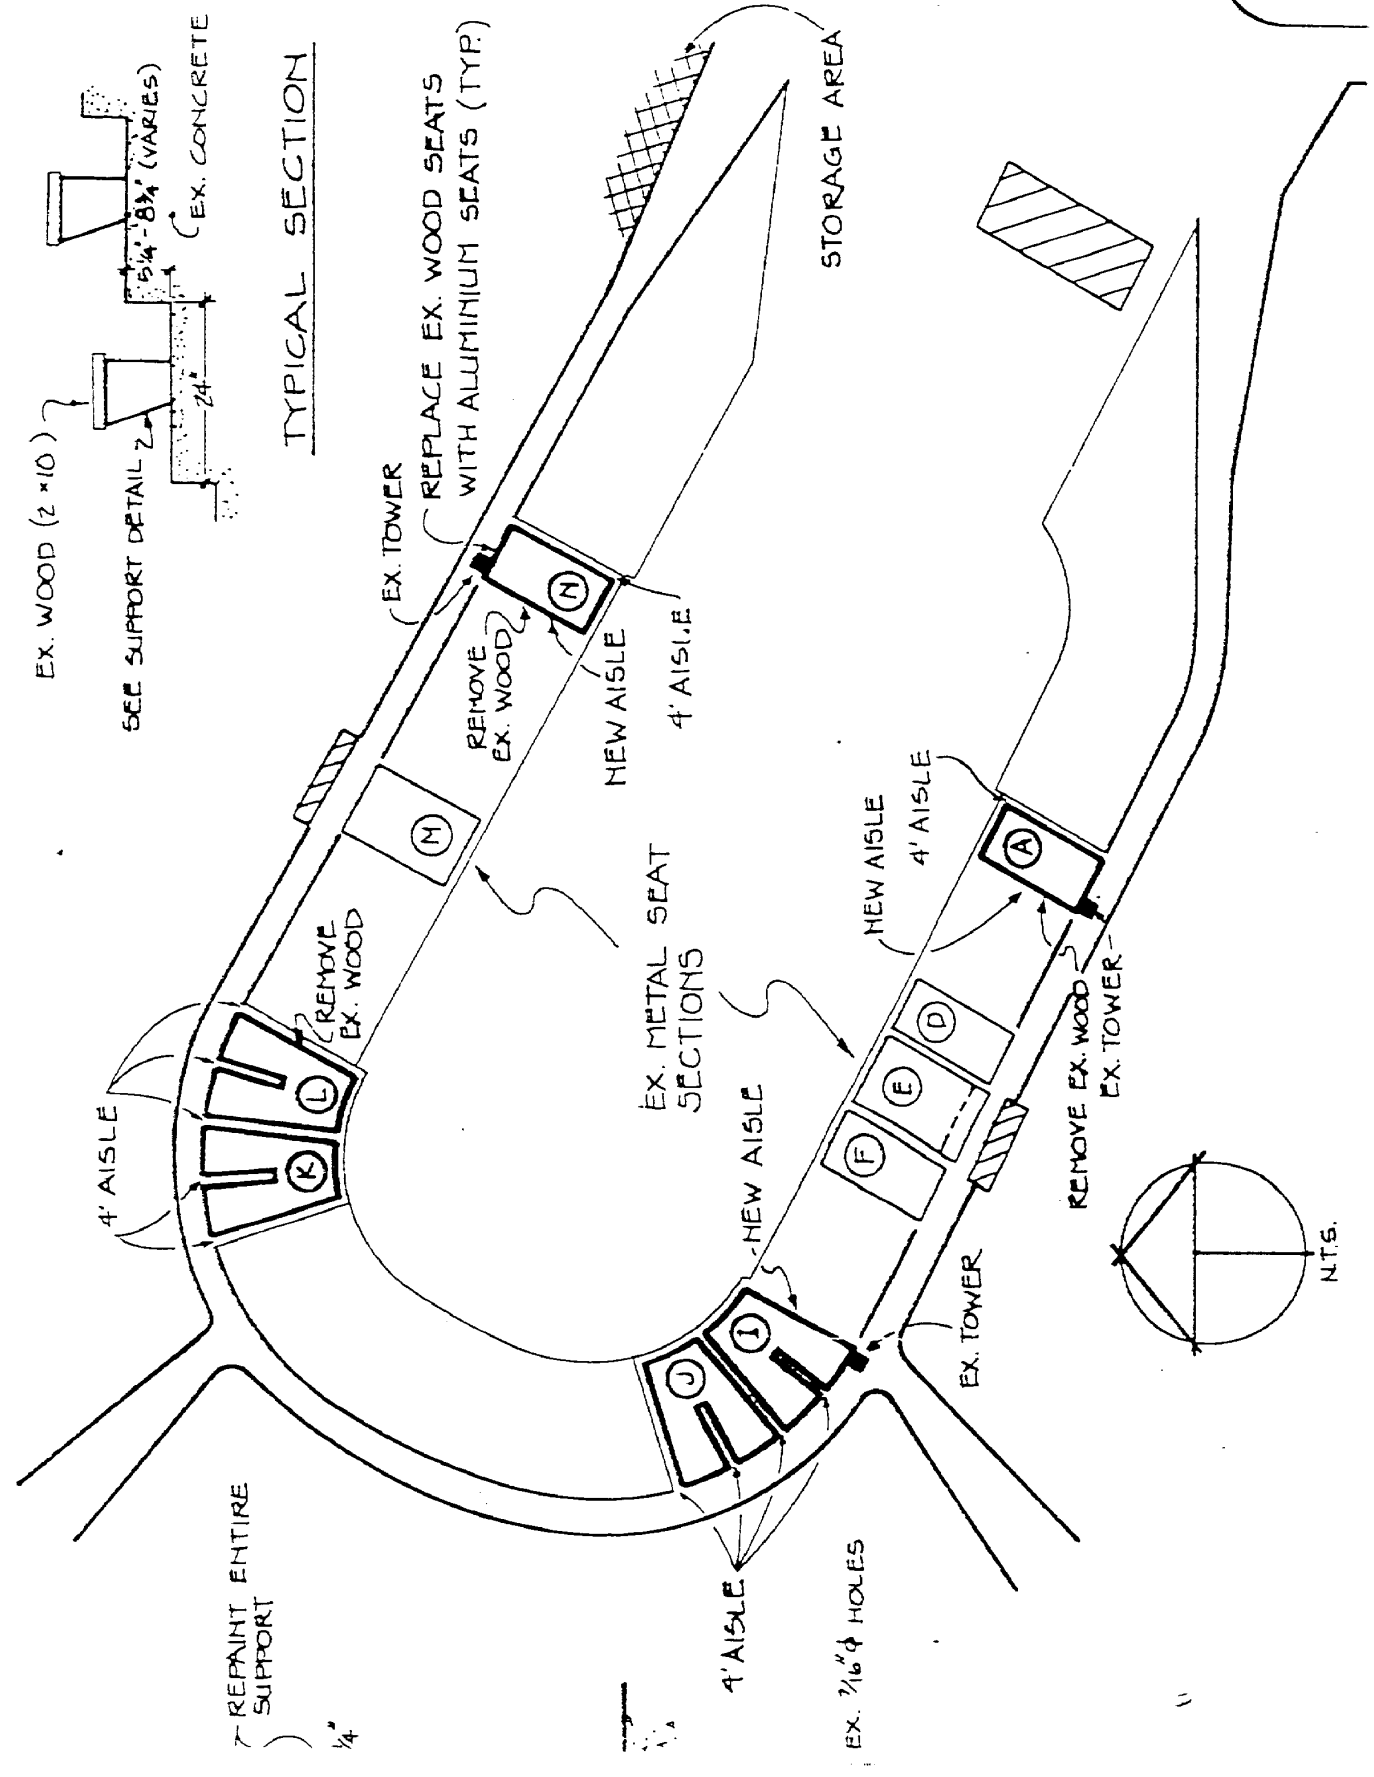 EX. WOOD (2×10)
SEE SUPPORT DETAIL
24"
5¼"-8¾" (VARIES)
EX. CONCRETE
TYPICAL SECTION
EX. TOWER
REPLACE EX. WOOD SEATS
WITH ALUMINIUM SEATS (TYP.)
STORAGE AREA
REMOVE
EX. WOOD
NEW AISLE
4' AISLE
N
M
REMOVE
EX. WOOD
L
K
4' AISLE
EX. METAL SEAT
SECTIONS
NEW AISLE
4' AISLE
A
D
E
F
REMOVE EX. WOOD
EX. TOWER
NEW AISLE
I
J
EX. TOWER
4' AISLE
N.T.S.
REPAINT ENTIRE
SUPPORT
¼"
EX. 7/16" φ HOLES